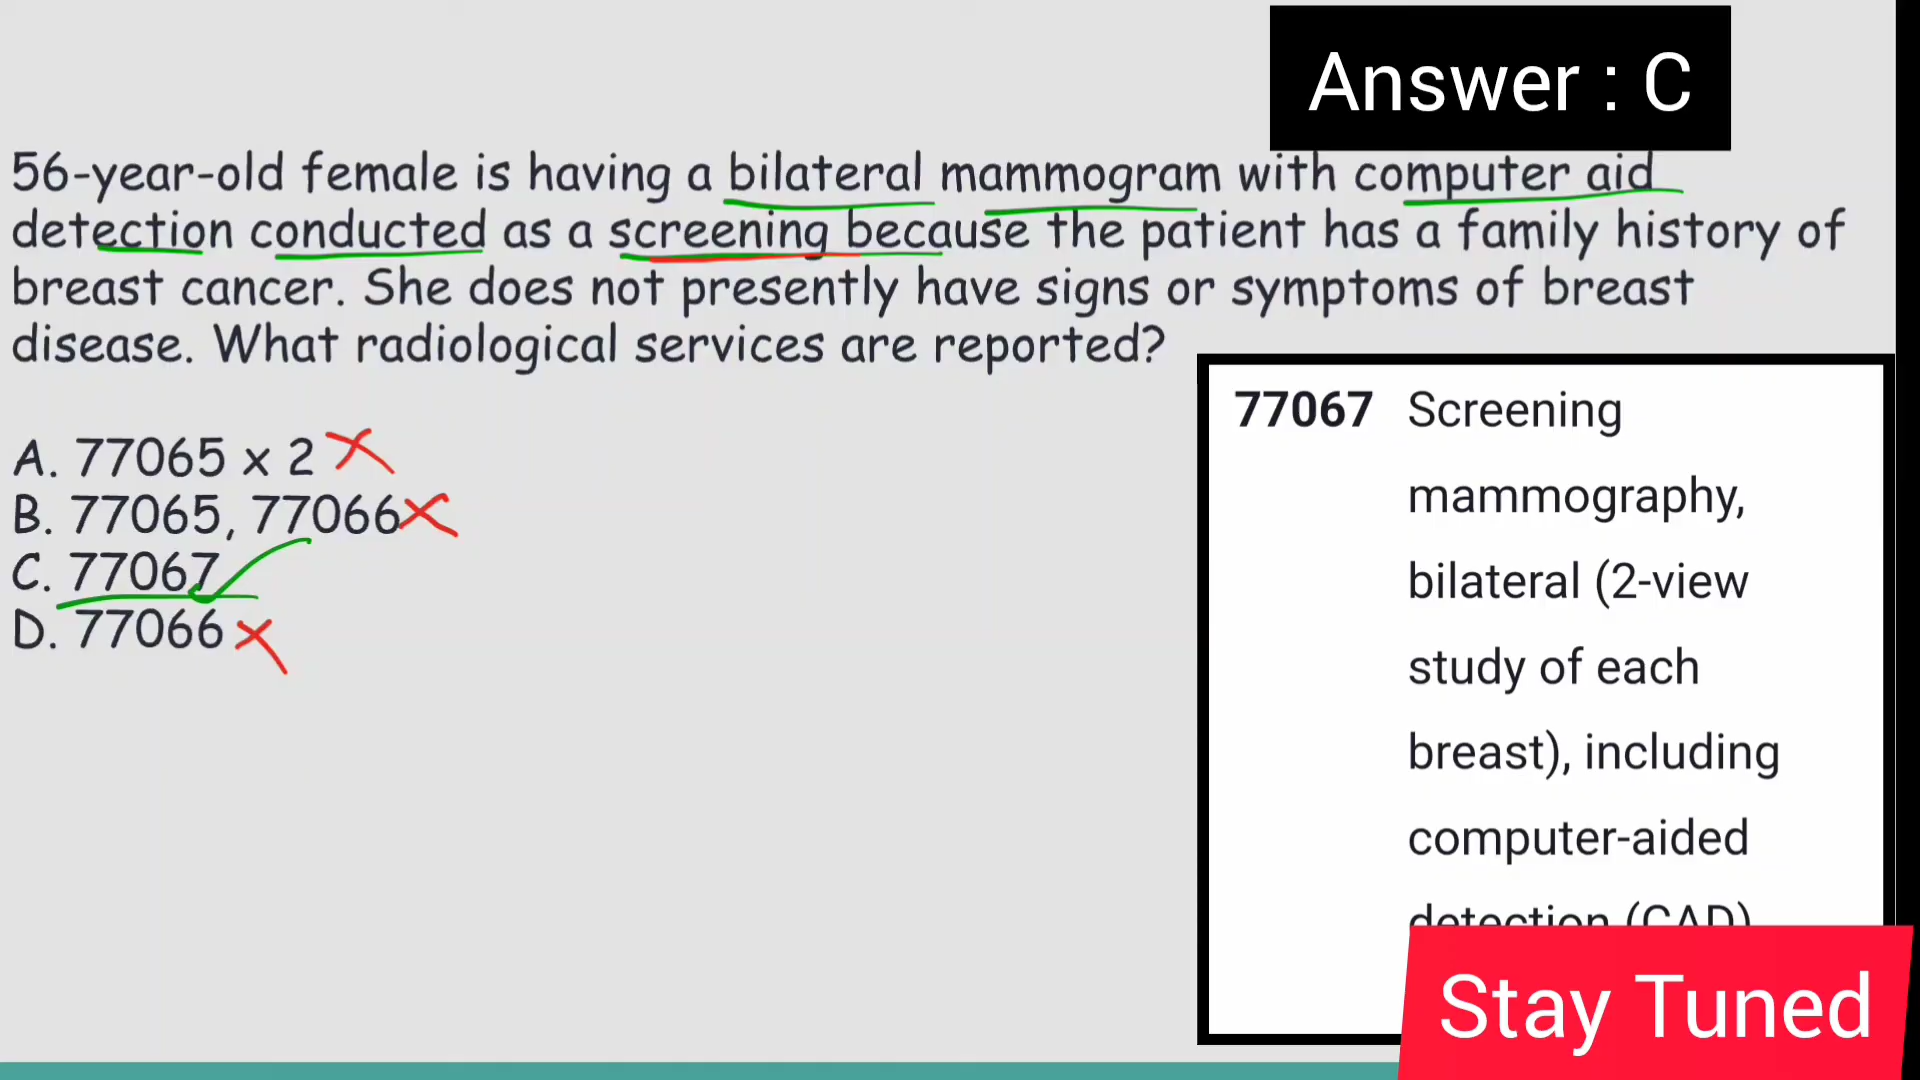 Answer : C
56-year-old female is having a bilateral mammogram with computer aid
detection conducted as a screening because the patient has a family history of
breast cancer. She does not presently have signs or symptoms of breast
disease. What radiological services are reported?
A. 77065 x 2
B. 77065, 77066
C. 77067
D. 77066
77067 Screening
mammography,
bilateral (2-view
study of each
breast), including
computer-aided
detection (CAD)
Stay Tuned